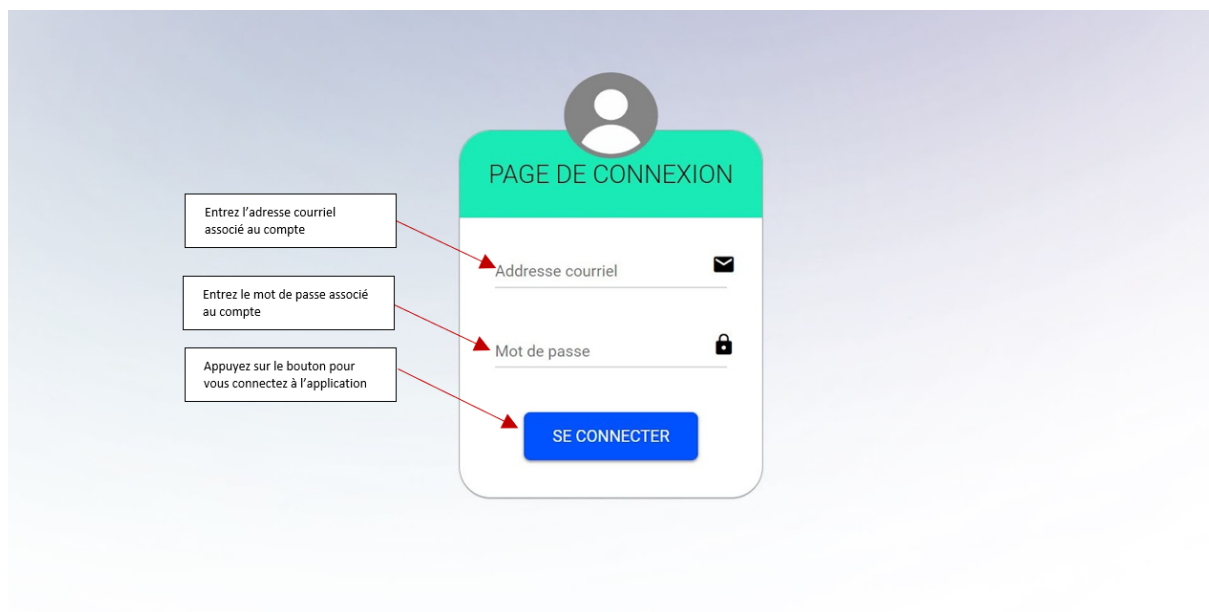 PAGE DE CONNEXION
Entrez l’adresse courriel
associé au compte
Addresse courriel
Entrez le mot de passe associé
au compte
Mot de passe
Appuyez sur le bouton pour
vous connectez à l’application
SE CONNECTER